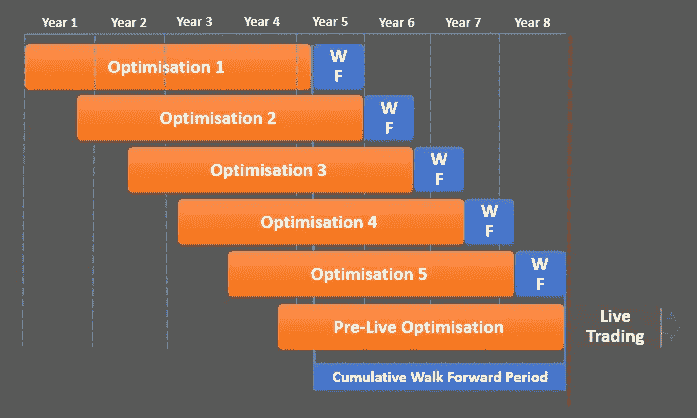 Year 1 Year 2 Year 3 Year 4 Year 5 Year 6 Year 7 Year 8
Optimisation 1
W
F
Optimisation 2
W
F
Optimisation 3
W
F
Optimisation 4
W
F
Optimisation 5
W
F
Pre-Live Optimisation
Live
Trading
Cumulative Walk Forward Period